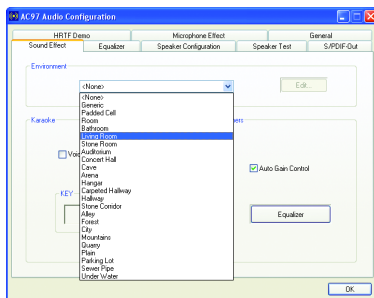 AC97 Audio Configuration
HRTF Demo
Microphone Effect
General
Sound Effect
Equalizer
Speaker Configuration
Speaker Test
S/PDIF-Out
Environment
<None>
Edit...
<None>
Generic
Padded Cell
Room
Bathroom
Living Room
Stone Room
Auditorium
Concert Hall
Cave
Arena
Hangar
Carpeted Hallway
Hallway
Stone Corridor
Alley
Forest
City
Mountains
Quarry
Plain
Parking Lot
Sewer Pipe
Under Water
Karaoke
Auto Gain Control
KEY
Equalizer
OK